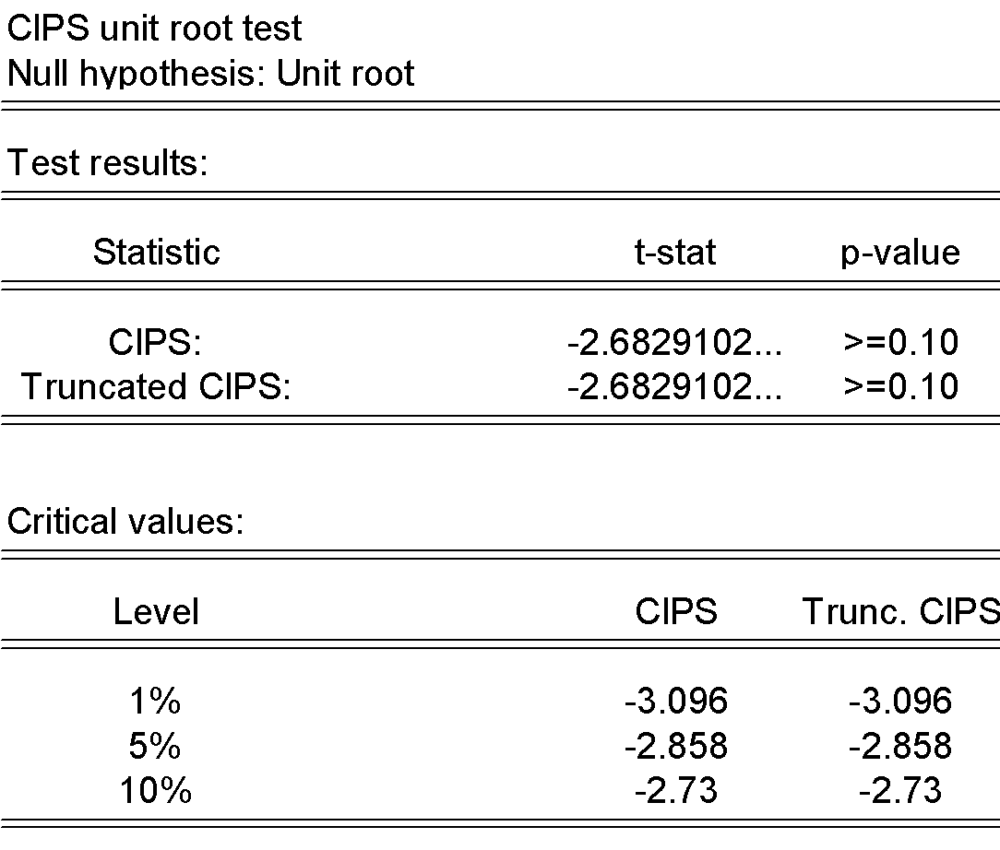 CIPS unit root test
Null hypothesis: Unit root
Test results:
Statistic t-stat p-value
CIPS: -2.6829102... >=0.10
Truncated CIPS: -2.6829102... >=0.10
Critical values:
Level CIPS Trunc. CIPS
1% -3.096 -3.096
5% -2.858 -2.858
10% -2.73 -2.73